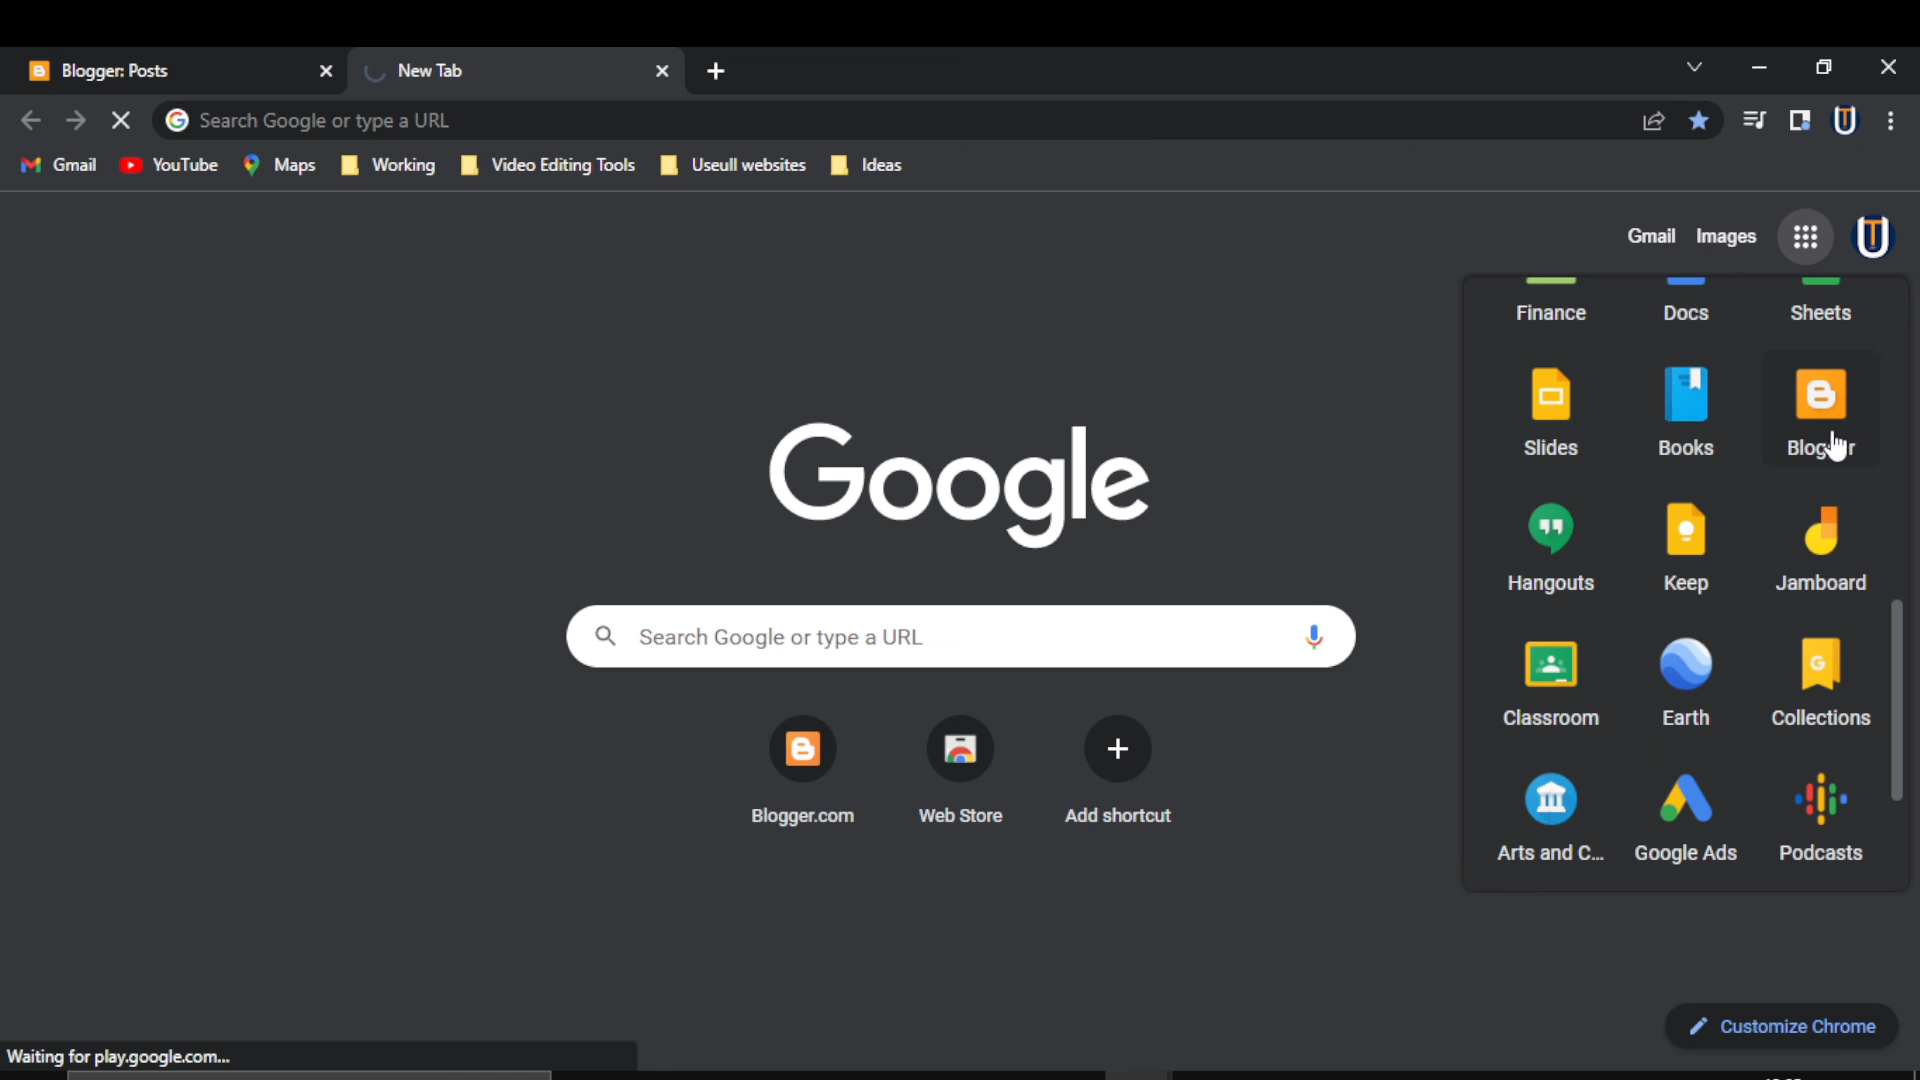 Blogger: Posts New Tab
Search Google or type a URL
Gmail YouTube Maps Working Video Editing Tools Useull websites Ideas
Gmail Images
Finance Docs Sheets
Slides Books
Hangouts Keep Jamboard
Classroom Earth Collections
Arts and C... Google Ads Podcasts
Google
Search Google or type a URL
Blogger.com Web Store Add shortcut
Customize Chrome
Waiting for play.google.com...